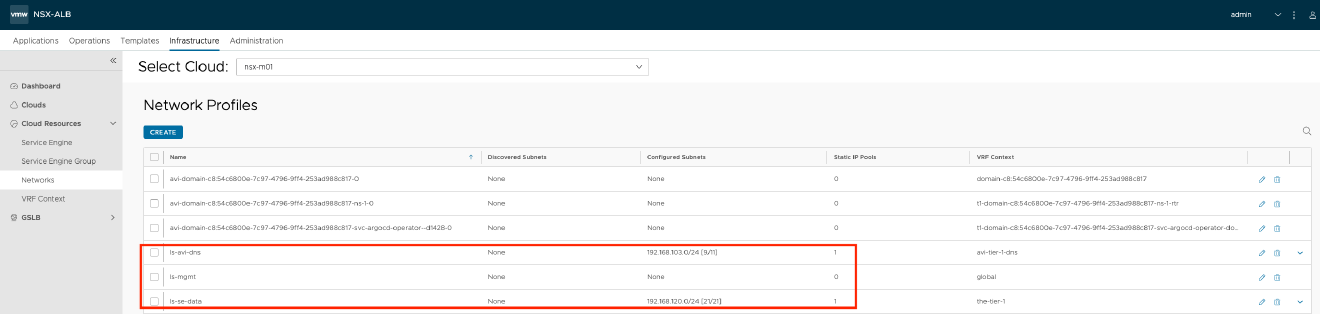 vmw NSX-ALB admin
Applications Operations Templates Infrastructure Administration
Select Cloud: nsx-m01
Dashboard
Clouds
Cloud Resources
Service Engine
Service Engine Group
Networks
VRF Context
GSLB
Network Profiles
CREATE
Name Discovered Subnets Configured Subnets Static IP Pools VRF Context
avi-domain-c8:54c6800e-7c97-4796-9ff4-253ad988c817-0 None None 0 domain-c8:54c6800e-7c97-4796-9ff4-253ad988c817
avi-domain-c8:54c6800e-7c97-4796-9ff4-253ad988c817-ns-1-0 None None 0 t1-domain-c8:54c6800e-7c97-4796-9ff4-253ad988c817-ns-1-rtr
avi-domain-c8:54c6800e-7c97-4796-9ff4-253ad988c817-svc-argocd-operator--d1428-0 None None 0 t1-domain-c8:54c6800e-7c97-4796-9ff4-253ad988c817-svc-argocd-operator-do...
ls-avi-dns None 192.168.103.0/24 [9/11] 1 avi-tier-1-dns
ls-mgmt None None 0 global
ls-se-data None 192.168.120.0/24 [21/21] 1 the-tier-1